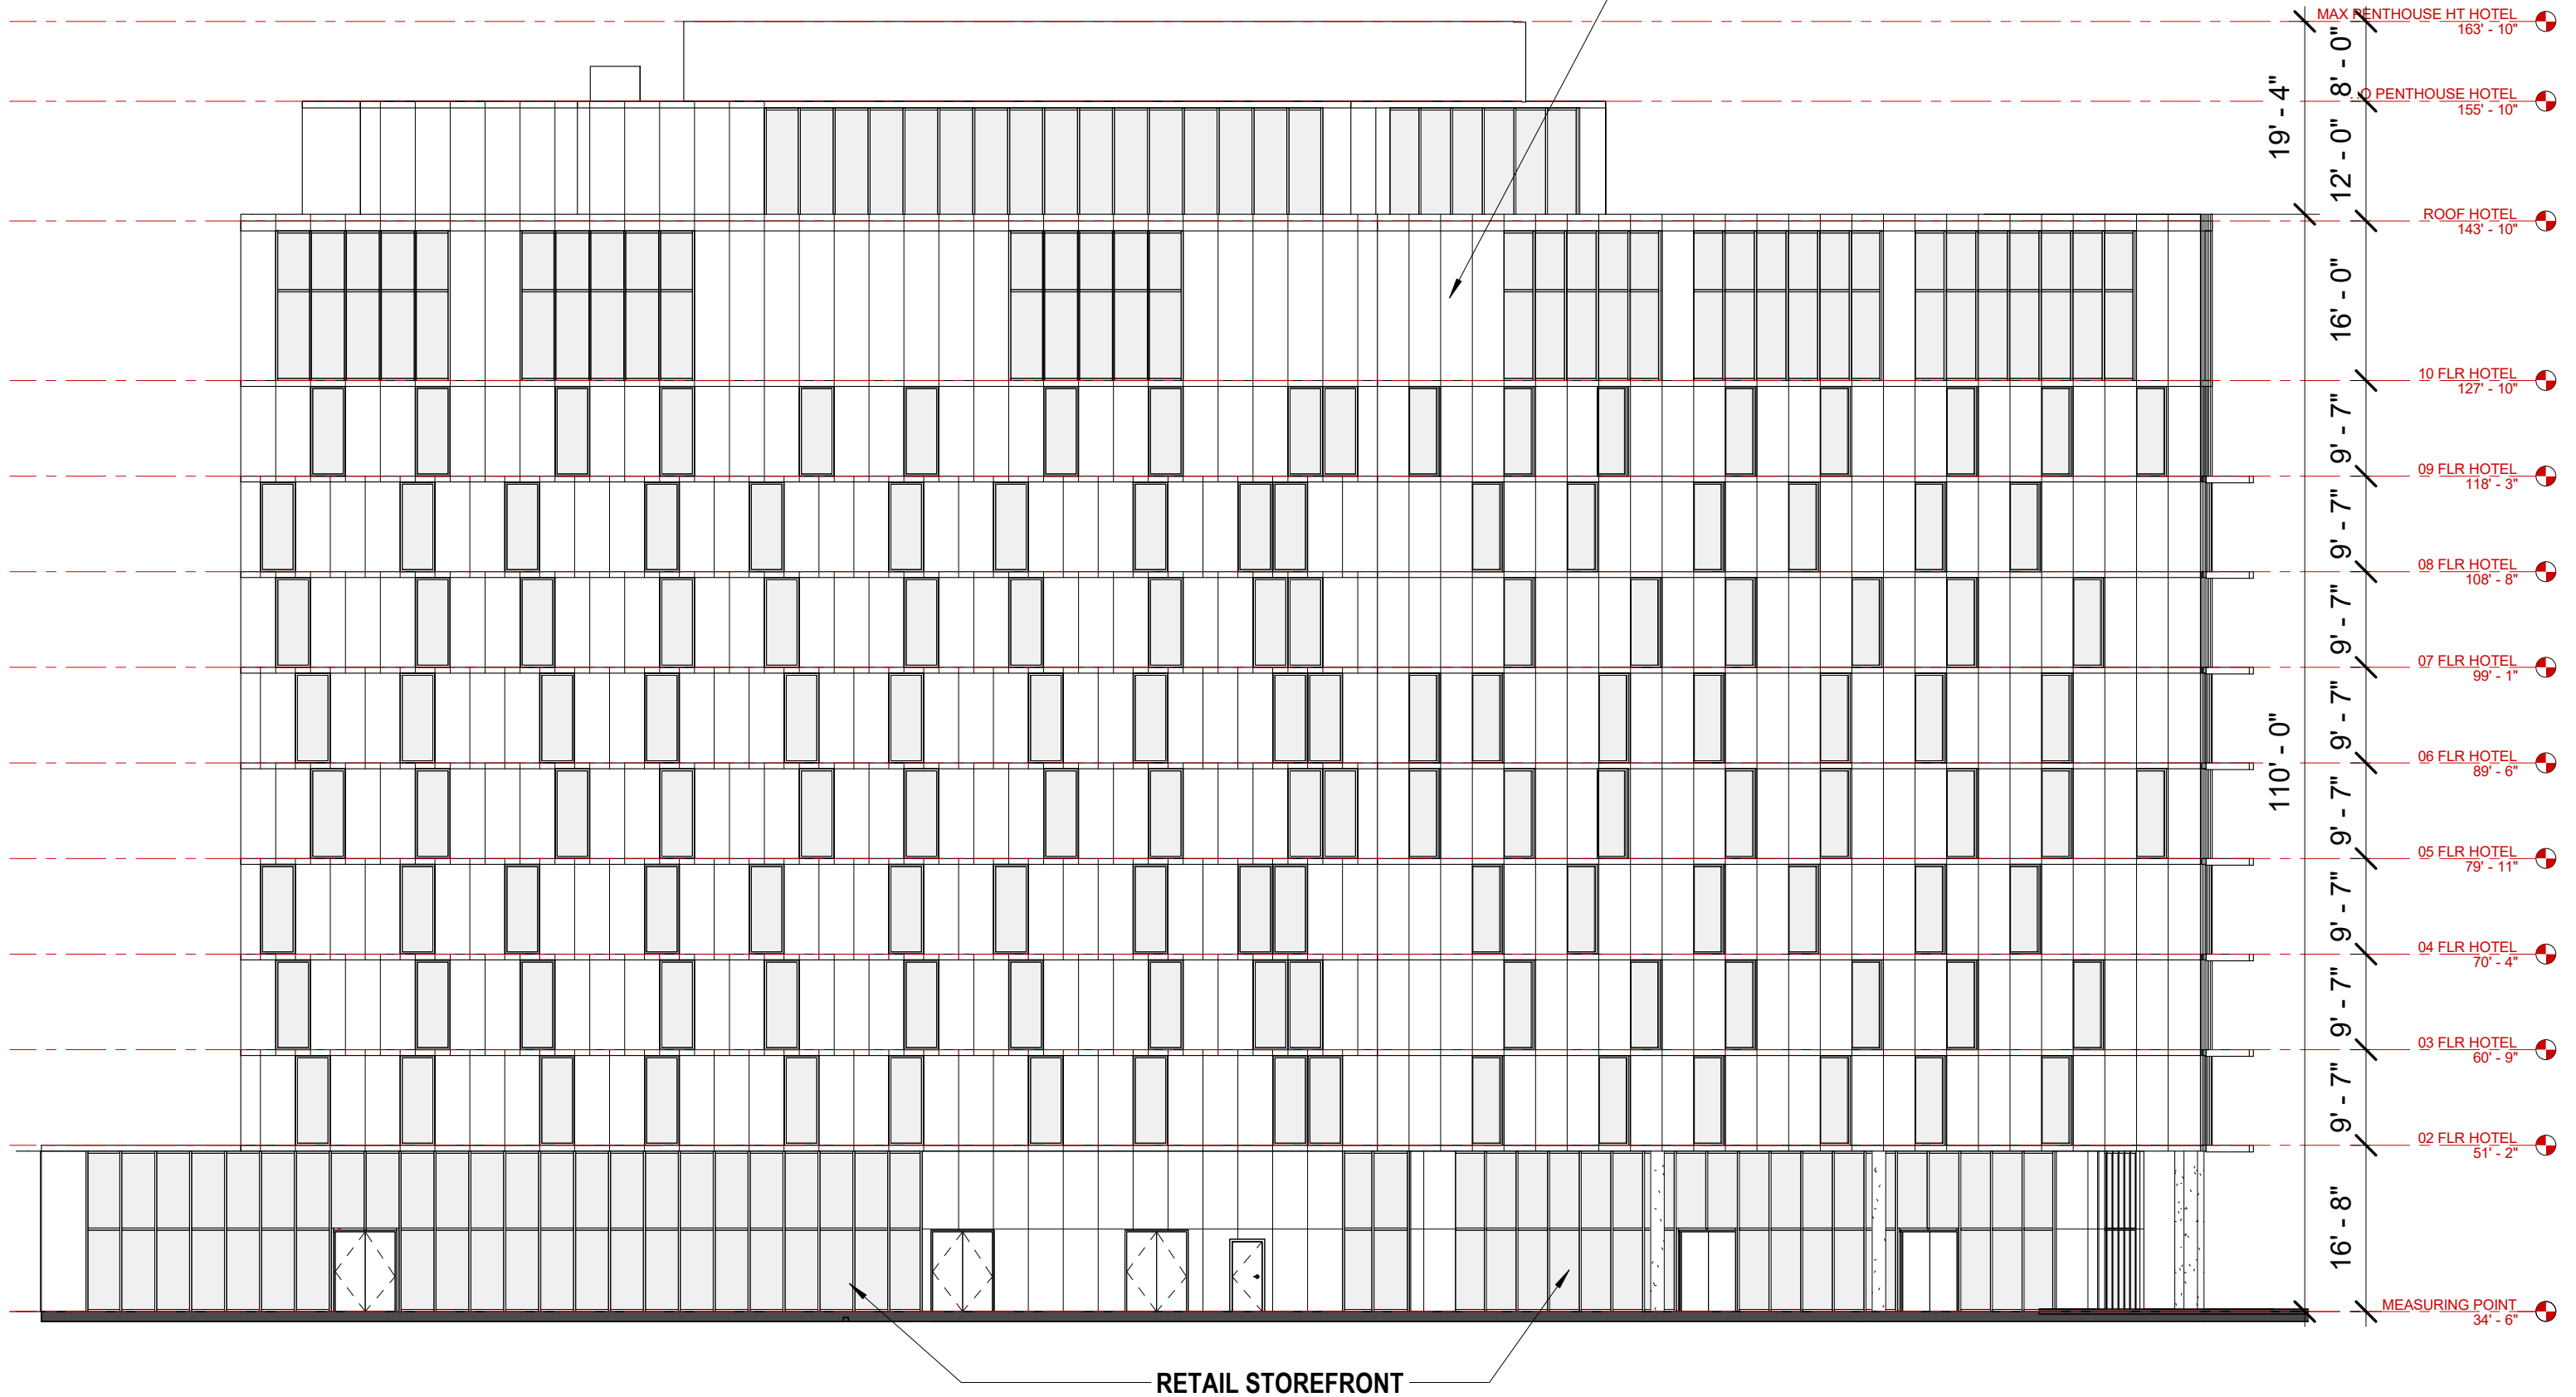 MAX PENTHOUSE HT HOTEL
163' - 10"
8' - 0"
19' - 4"
O PENTHOUSE HOTEL
155' - 10"
12' - 0"
ROOF HOTEL
143' - 10"
16' - 0"
10 FLR HOTEL
127' - 10"
9' - 7"
09 FLR HOTEL
118' - 3"
9' - 7"
08 FLR HOTEL
108' - 8"
9' - 7"
07 FLR HOTEL
99' - 1"
9' - 7"
110' - 0"
06 FLR HOTEL
89' - 6"
9' - 7"
05 FLR HOTEL
79' - 11"
9' - 7"
04 FLR HOTEL
70' - 4"
9' - 7"
03 FLR HOTEL
60' - 9"
9' - 7"
02 FLR HOTEL
51' - 2"
16' - 8"
MEASURING POINT
34' - 6"
RETAIL STOREFRONT